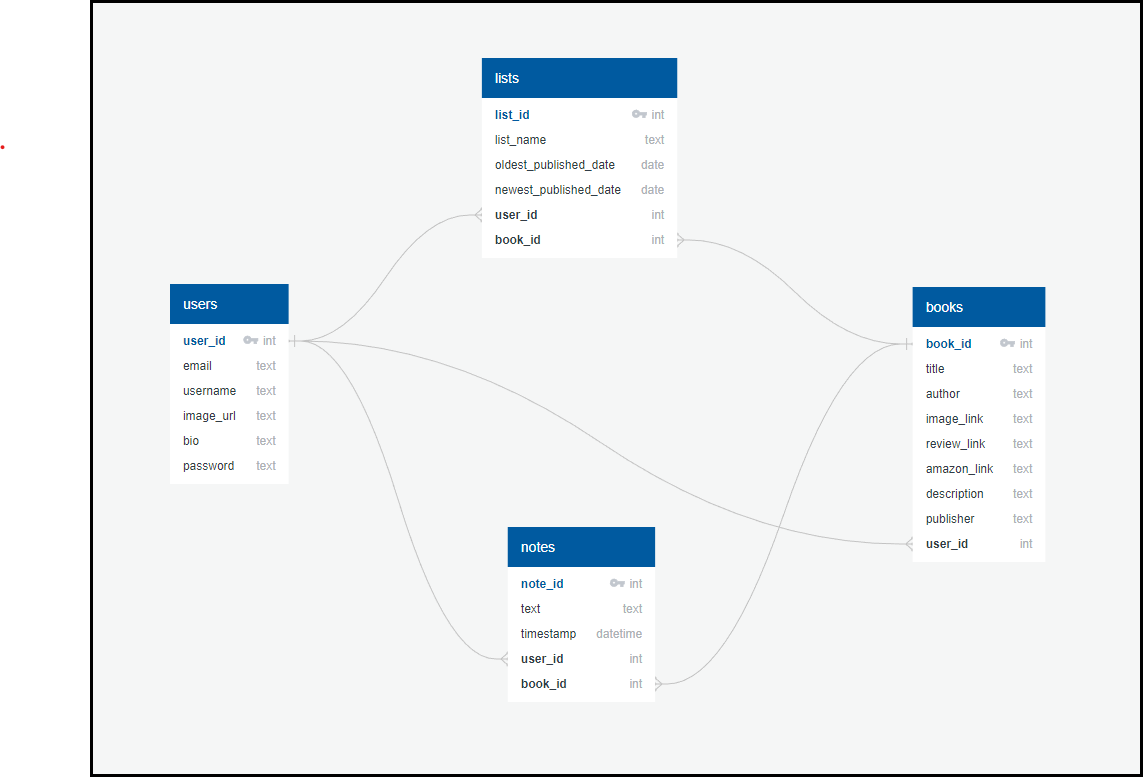 lists
list_id int
list_name text
oldest_published_date date
newest_published_date date
user_id int
book_id int
users
user_id int
email text
username text
image_url text
bio text
password text
books
book_id int
title text
author text
image_link text
review_link text
amazon_link text
description text
publisher text
user_id int
notes
note_id int
text text
timestamp datetime
user_id int
book_id int